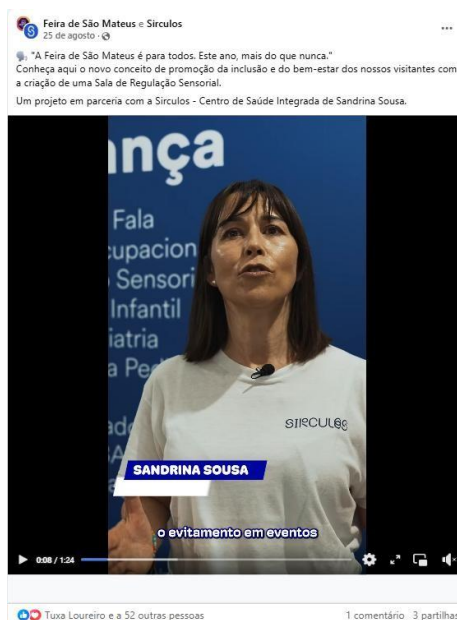 Feira de São Mateus e Sirculos
25 de agosto ·
"A Feira de São Mateus é para todos. Este ano, mais do que nunca."
Conheça aqui o novo conceito de promoção da inclusão e do bem-estar dos nossos visitantes com
a criação de uma Sala de Regulação Sensorial.
Um projeto em parceria com a Sirculos - Centro de Saúde Integrada de Sandrina Sousa.
nça
Fala
upacion
Sensori
Infantil
iatria
a Pe
ad
SIRCULOS
SANDRINA SOUSA
o evitamento em eventos
0:08 / 1:24
Tuxa Loureiro e a 52 outras pessoas
1 comentário 3 partilhas